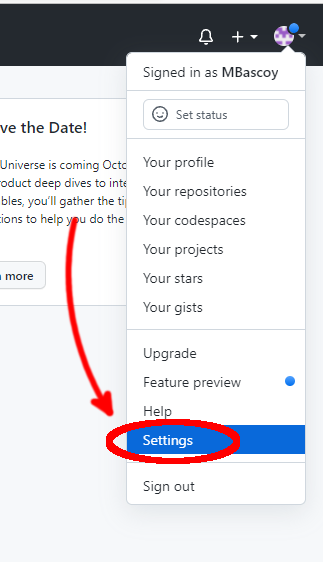 Signed in as MBascoy
Set status
ve the Date!
Universe is coming Octo
roduct deep dives to inte
bles, you'll gather the tip
tions to help you do the
more
Your profile
Your repositories
Your codespaces
Your projects
Your stars
Your gists
Upgrade
Feature preview
Help
Settings
Sign out